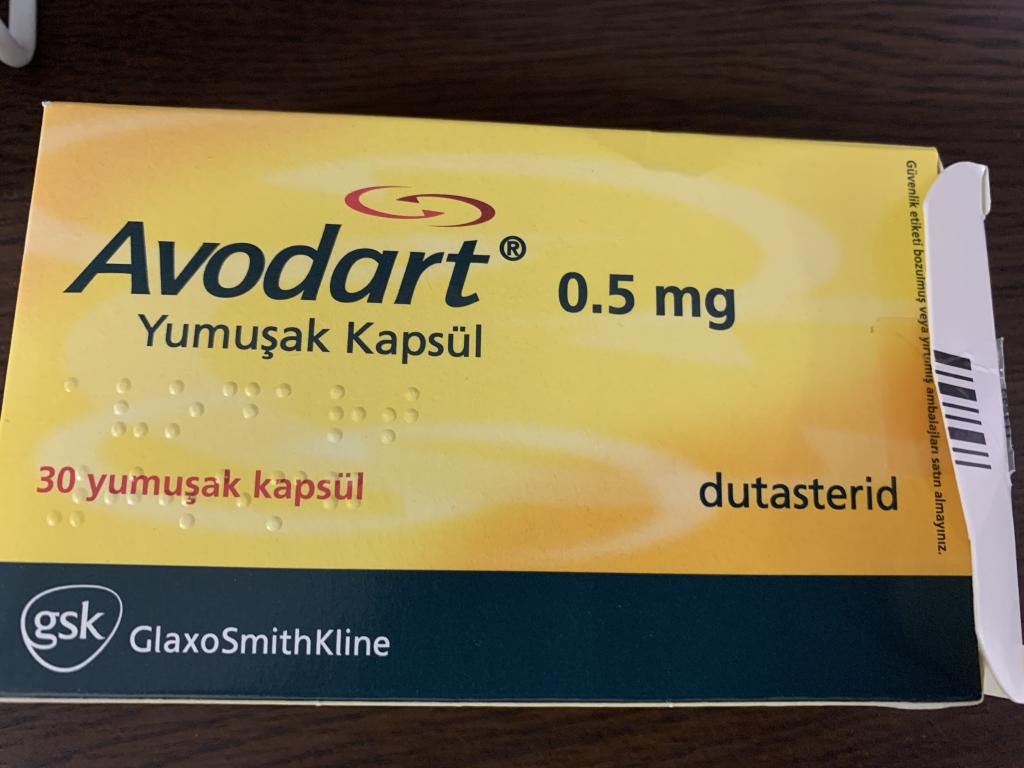 Avodart® 0.5 mg
Yumuşak Kapsül
30 yumuşak kapsül
dutasterid
gsk GlaxoSmithKline
Güvenlik etiketi bozulmuş veya yırtılmış ambalajları satın almayınız.